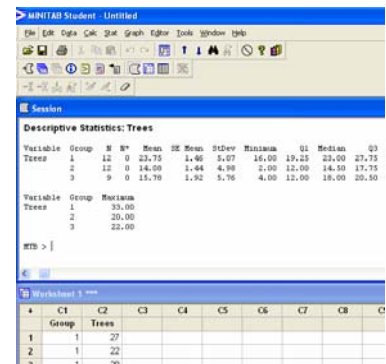 MINITAB Student - Untitled
File Edit Data Calc Stat Graph Editor Tools Window Help
Session
Descriptive Statistics: Trees
Variable Group N N* Mean SE Mean StDev Minimum Q1 Median Q3
Trees 1 12 0 23.75 1.46 5.07 16.00 19.25 23.00 27.75
2 12 0 14.08 1.44 4.98 2.00 12.00 14.50 17.75
3 9 0 15.78 1.92 5.76 4.00 12.00 18.00 20.50
Variable Group Maximum
Trees 1 33.00
2 20.00
3 22.00
MTB >
Worksheet 1 ***
C1 C2 C3 C4 C5 C6 C7 C8
Group Trees
1 1 27
2 1 22